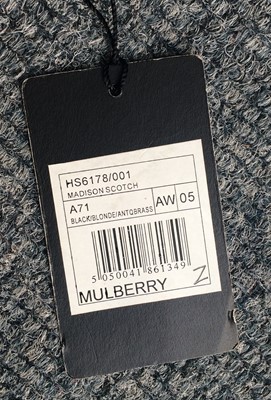 HS6178/001
MADISON SCOTCH
A71 AW 05
BLACK/BLONDE/ANTQBRASS
5 050041 861349
MULBERRY Z